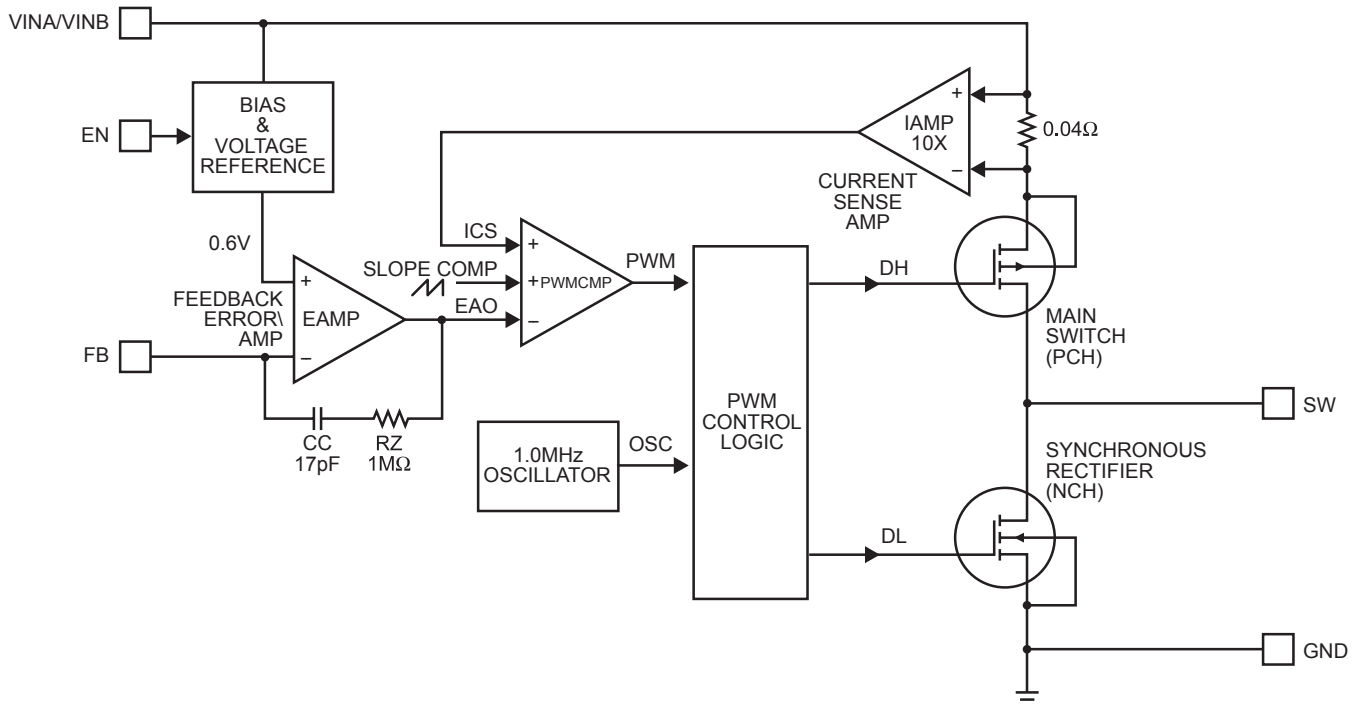 VINA/VINB
BIAS
&
VOLTAGE
REFERENCE
EN
+
IAMP
10X
−
0.04Ω
CURRENT
SENSE
AMP
0.6V
ICS
+
SLOPE COMP
+
PWMCMP
EAO
−
PWM
FEEDBACK
ERROR\
AMP
+
EAMP
−
FB
CC
17pF
RZ
1MΩ
1.0MHz
OSCILLATOR
OSC
PWM
CONTROL
LOGIC
DH
MAIN
SWITCH
(PCH)
SW
SYNCHRONOUS
RECTIFIER
(NCH)
DL
GND